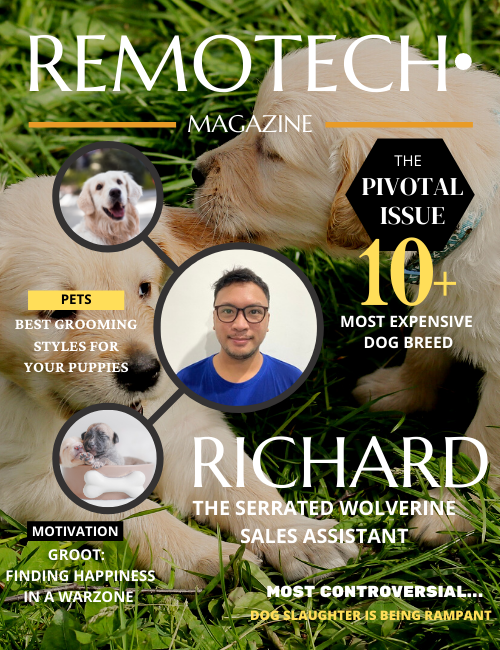 REMOTECH•
MAGAZINE
THE
PIVOTAL
ISSUE
10+
MOST EXPENSIVE
DOG BREED
PETS
BEST GROOMING
STYLES FOR
YOUR PUPPIES
RICHARD
THE SERRATED WOLVERINE
SALES ASSISTANT
MOTIVATION
GROOT:
FINDING HAPPINESS
IN A WARZONE
MOST CONTROVERSIAL...
DOG SLAUGHTER IS BEING RAMPANT